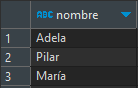 ABC nombre
1 Adela
2 Pilar
3 María